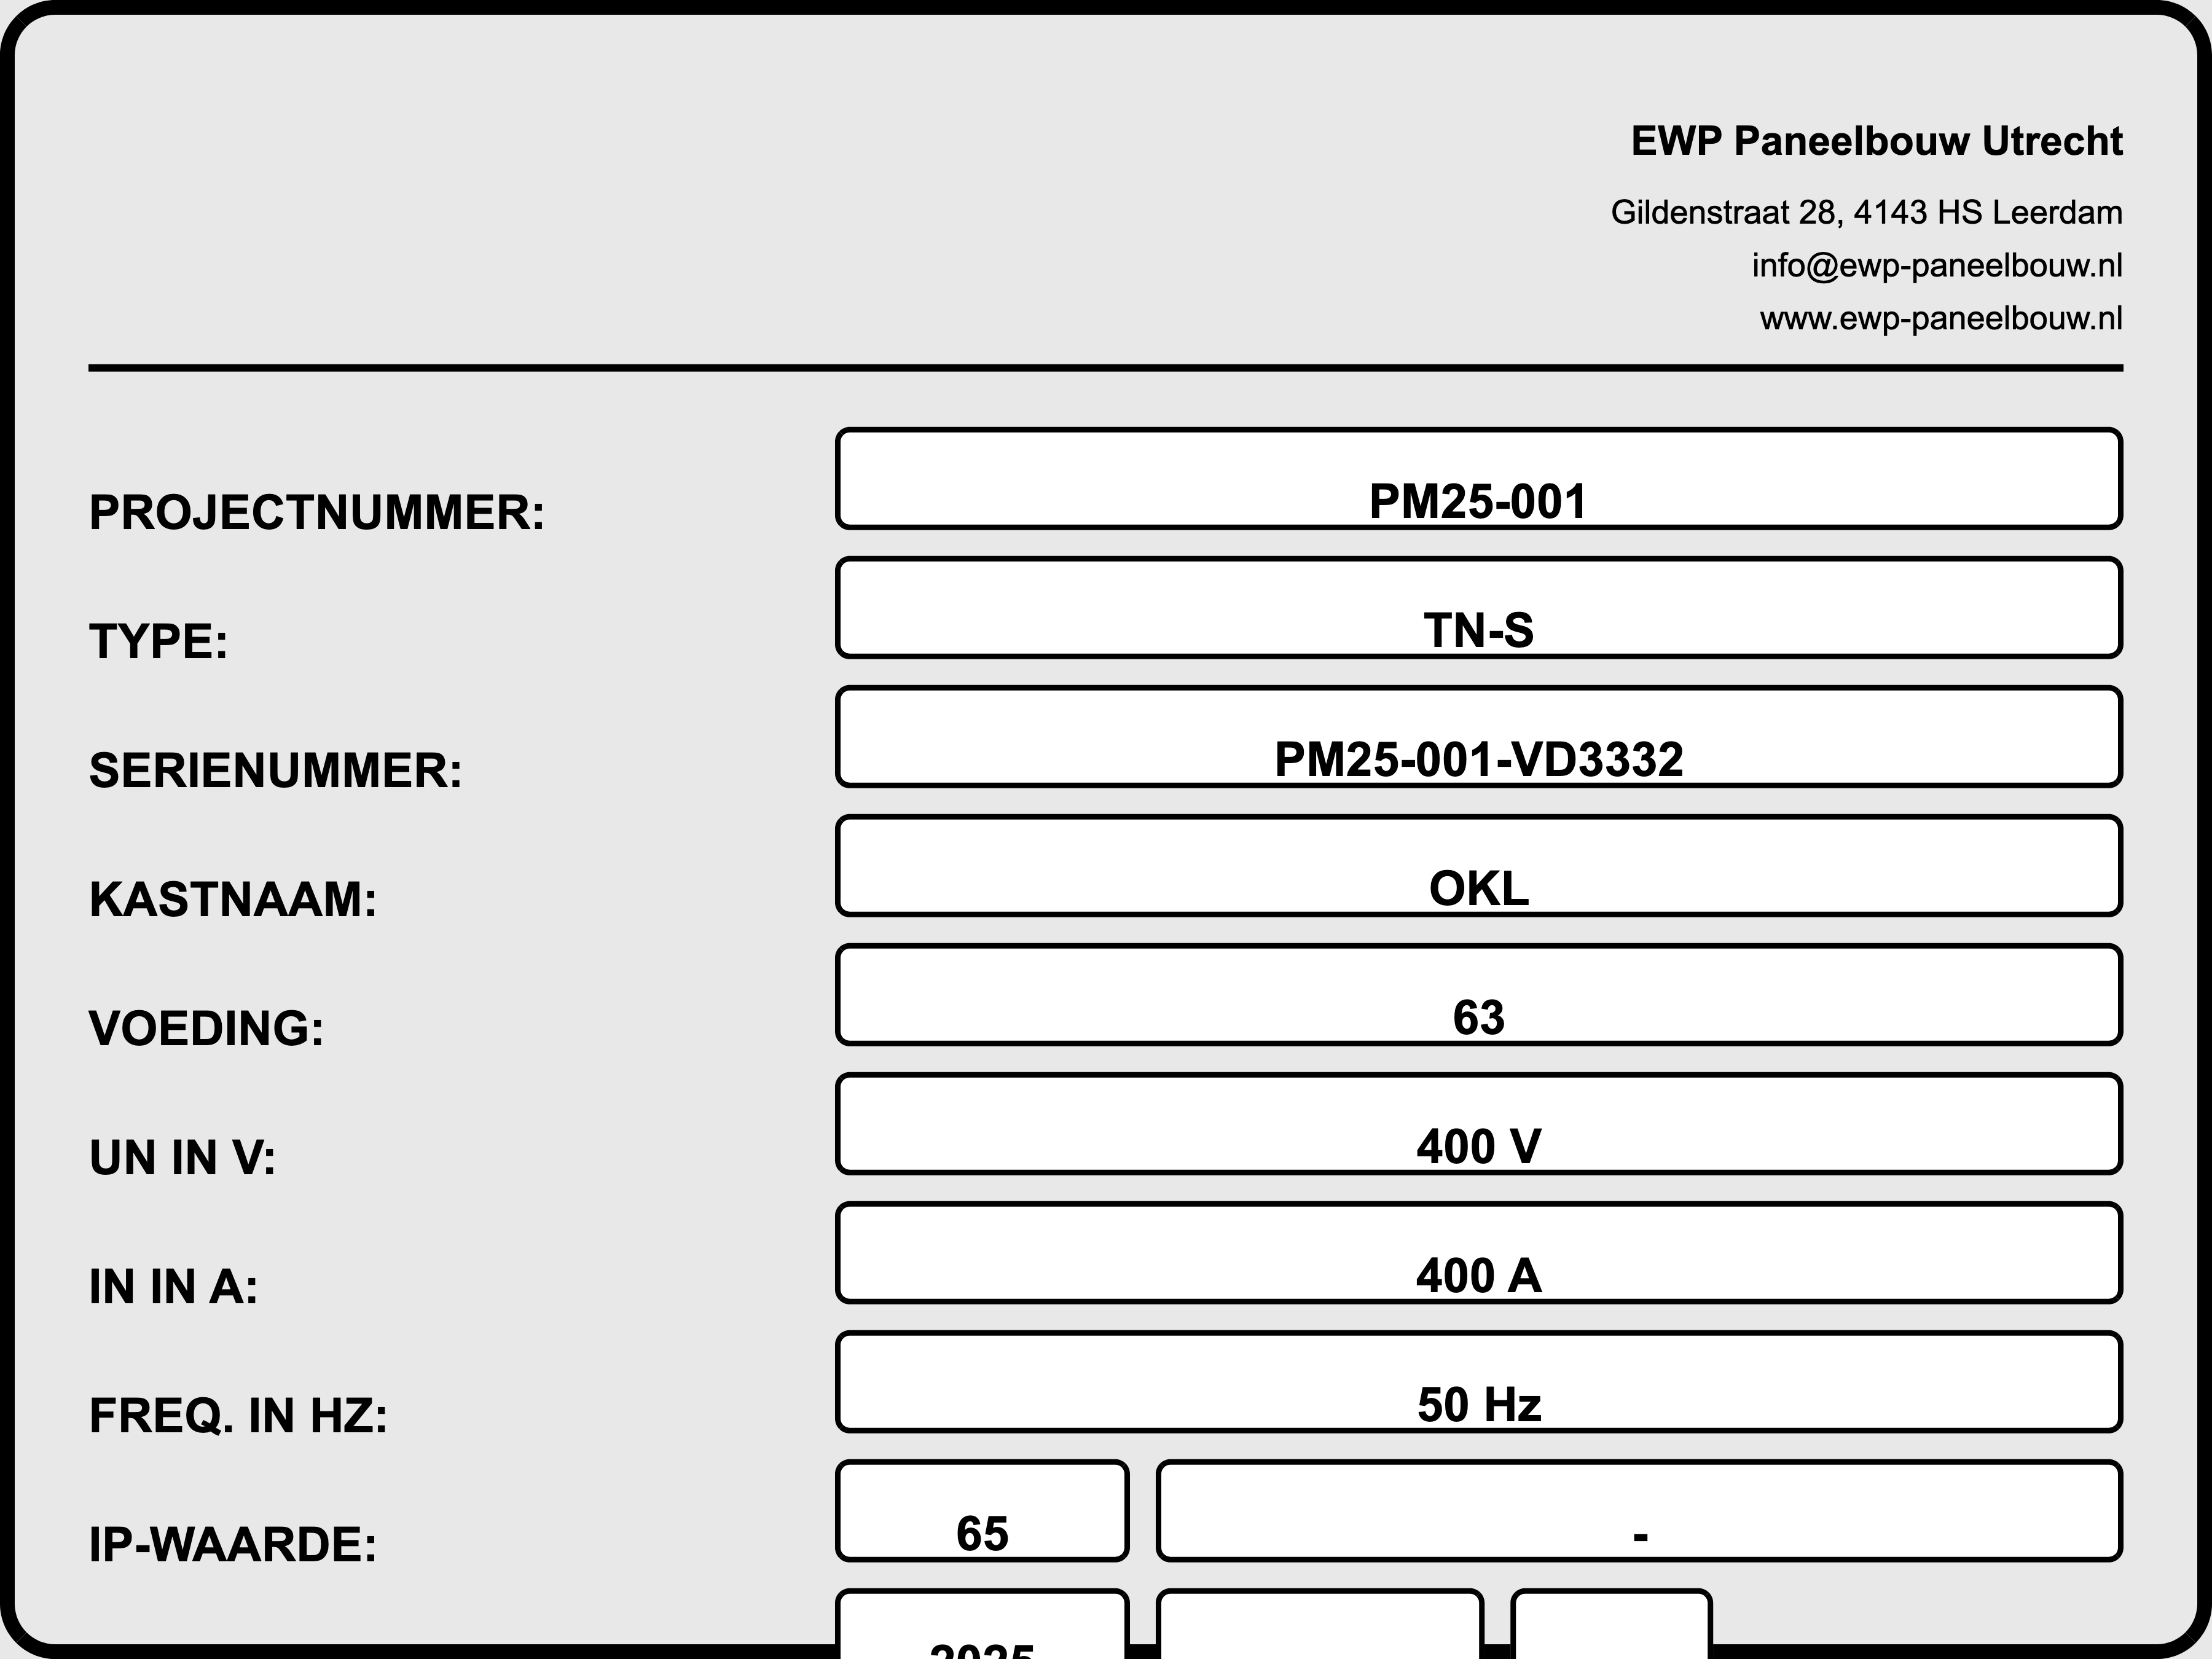 EWP Paneelbouw Utrecht
Gildenstraat 28, 4143 HS Leerdam
info@ewp-paneelbouw.nl
www.ewp-paneelbouw.nl
PROJECTNUMMER: PM25-001
TYPE: TN-S
SERIENUMMER: PM25-001-VD3332
KASTNAAM: OKL
VOEDING: 63
UN IN V: 400 V
IN IN A: 400 A
FREQ. IN HZ: 50 Hz
IP-WAARDE: 65 -
2025